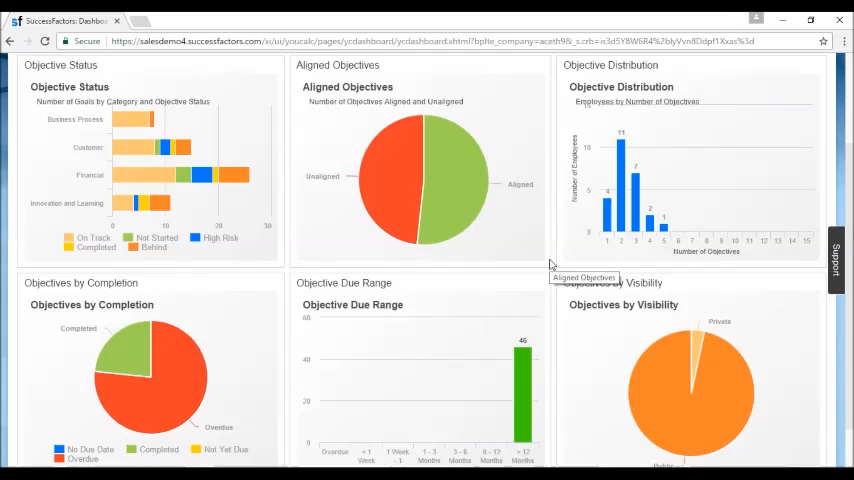 SuccessFactors: Dashbo
Secure
https://salesdemo4.successfactors.com/xi/ui/youcalc/pages/ycdashboard/ycdashboard.xhtml?bplte_company=aceth9&_s.crb=is3d5Y8W6R4%2blyVvn8Ddpf1Xxas%3d
Objective Status
Objective Status
Number of Goals by Category and Objective Status
Business Process
Customer
Financial
Innovation and Learning
0
10
20
30
On Track
Not Started
High Risk
Completed
Behind
Aligned Objectives
Aligned Objectives
Number of Objectives Aligned and Unaligned
Unaligned
Aligned
Objective Distribution
Objective Distribution
Employees by Number of Objectives
Number of Employees
15
10
5
0
4
11
7
2
1
1 2 3 4 5 6 7 8 9 10 11 12 13 14 15
Number of Objectives
Support
Aligned Objectives
Objectives by Completion
Objectives by Completion
Completed
Overdue
No Due Date
Completed
Not Yet Due
Overdue
Objective Due Range
Objective Due Range
60
40
20
0
46
Overdue
< 1 Week
1 Week - 1
1 - 3 Months
3 - 6 Months
6 - 12 Months
> 12 Months
Objectives by Visibility
Objectives by Visibility
Private
Public